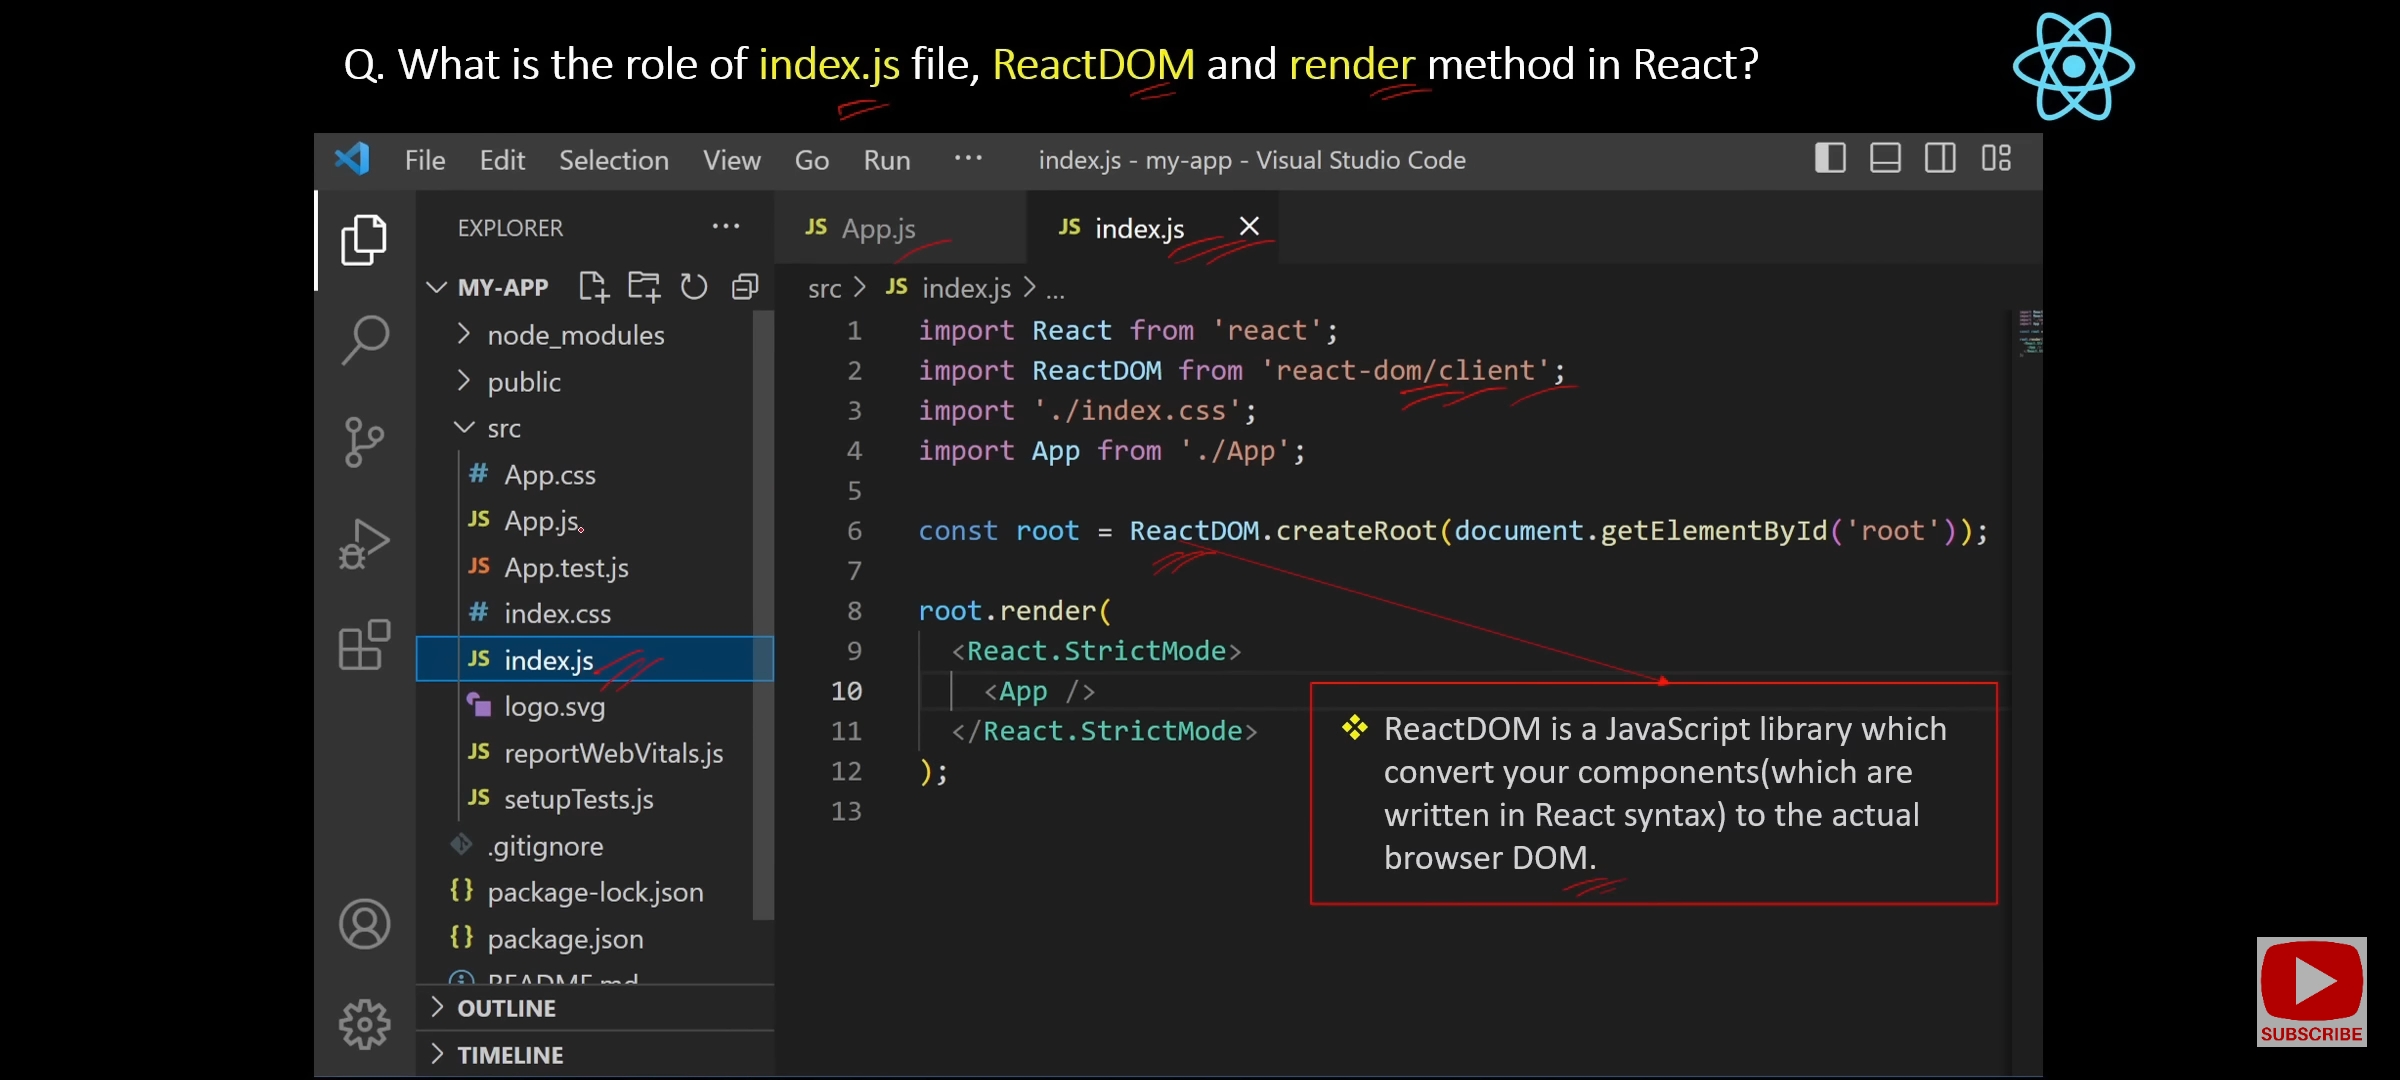 Q. What is the role of index.js file, ReactDOM and render method in React?
File Edit Selection View Go Run ··· index.js - my-app - Visual Studio Code
EXPLORER ···
JS App.js
JS index.js
MY-APP
src > JS index.js > ...
node_modules
public
src
# App.css
JS App.js
JS App.test.js
# index.css
JS index.js
logo.svg
JS reportWebVitals.js
JS setupTests.js
.gitignore
{} package-lock.json
{} package.json
README.md
OUTLINE
TIMELINE
1 import React from 'react';
2 import ReactDOM from 'react-dom/client';
3 import './index.css';
4 import App from './App';
5
6 const root = ReactDOM.createRoot(document.getElementById('root'));
7
8 root.render(
9 <React.StrictMode>
10 <App />
11 </React.StrictMode>
12 );
13
❖ ReactDOM is a JavaScript library which
convert your components(which are
written in React syntax) to the actual
browser DOM.
SUBSCRIBE